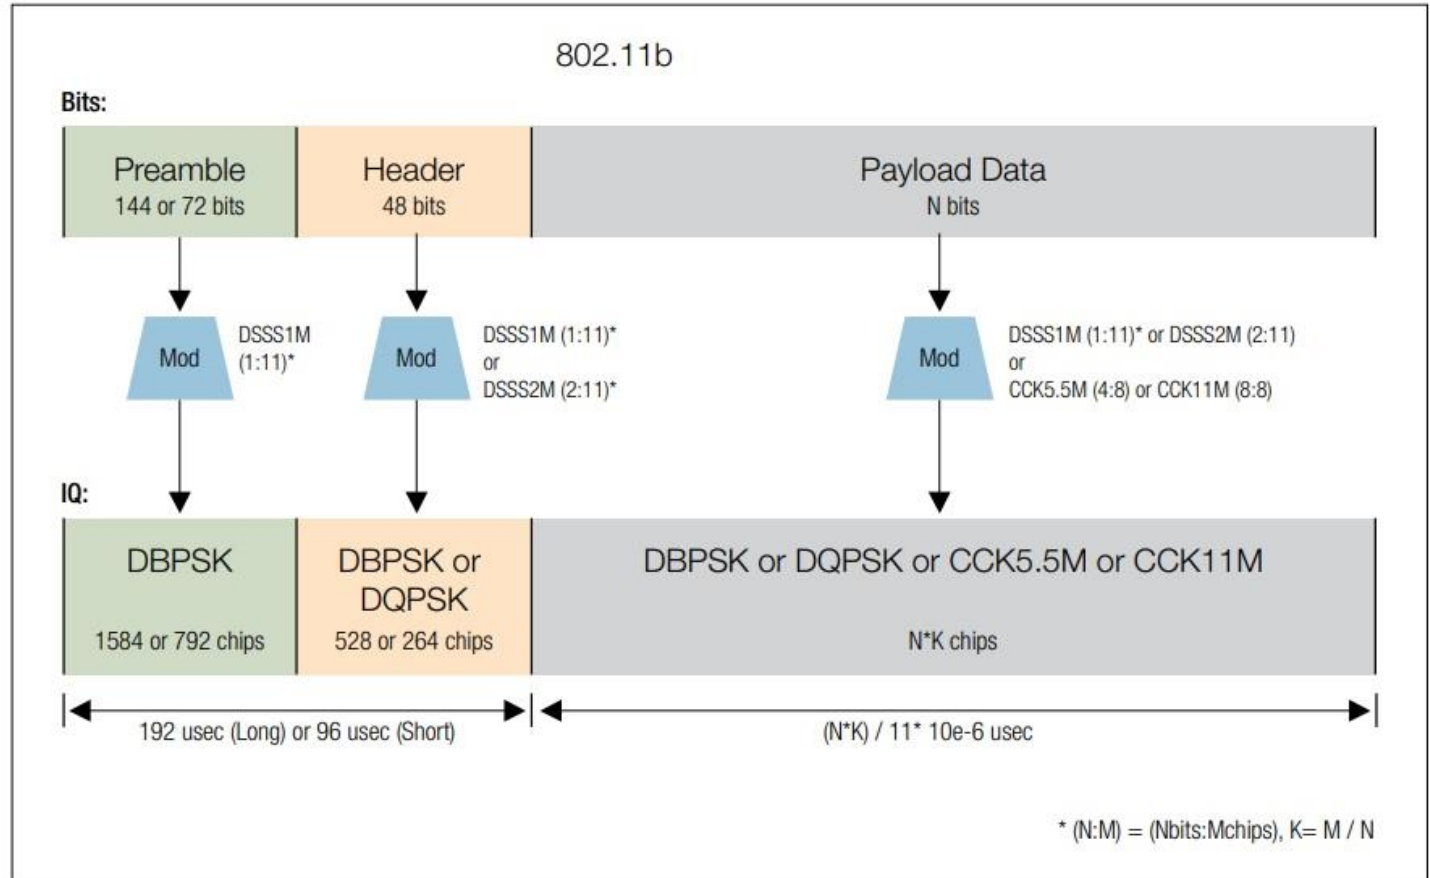 802.11b
Bits:
Preamble
144 or 72 bits
Header
48 bits
Payload Data
N bits
Mod
DSSS1M
(1:11)*
Mod
DSSS1M (1:11)*
or
DSSS2M (2:11)*
Mod
DSSS1M (1:11)* or DSSS2M (2:11)
or
CCK5.5M (4:8) or CCK11M (8:8)
IQ:
DBPSK
1584 or 792 chips
DBPSK or
DQPSK
528 or 264 chips
DBPSK or DQPSK or CCK5.5M or CCK11M
N*K chips
192 usec (Long) or 96 usec (Short)
(N*K) / 11* 10e-6 usec
* (N:M) = (Nbits:Mchips), K= M / N